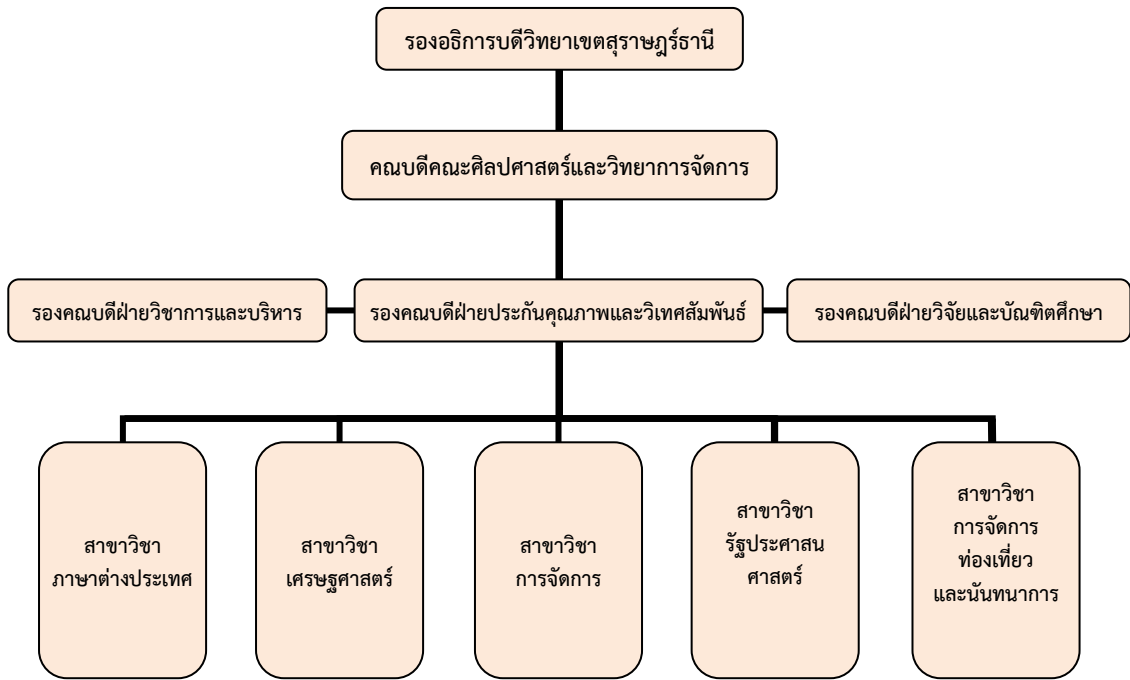 รองอธิการบดีวิทยาเขตสุราษฎร์ธานี
คณบดีคณะศิลปศาสตร์และวิทยาการจัดการ
รองคณบดีฝ่ายวิชาการและบริหาร
รองคณบดีฝ่ายประกันคุณภาพและวิเทศสัมพันธ์
รองคณบดีฝ่ายวิจัยและบัณฑิตศึกษา
สาขาวิชา
ภาษาต่างประเทศ
สาขาวิชา
เศรษฐศาสตร์
สาขาวิชา
การจัดการ
สาขาวิชา
รัฐประศาสน
ศาสตร์
สาขาวิชา
การจัดการ
ท่องเที่ยว
และนันทนาการ